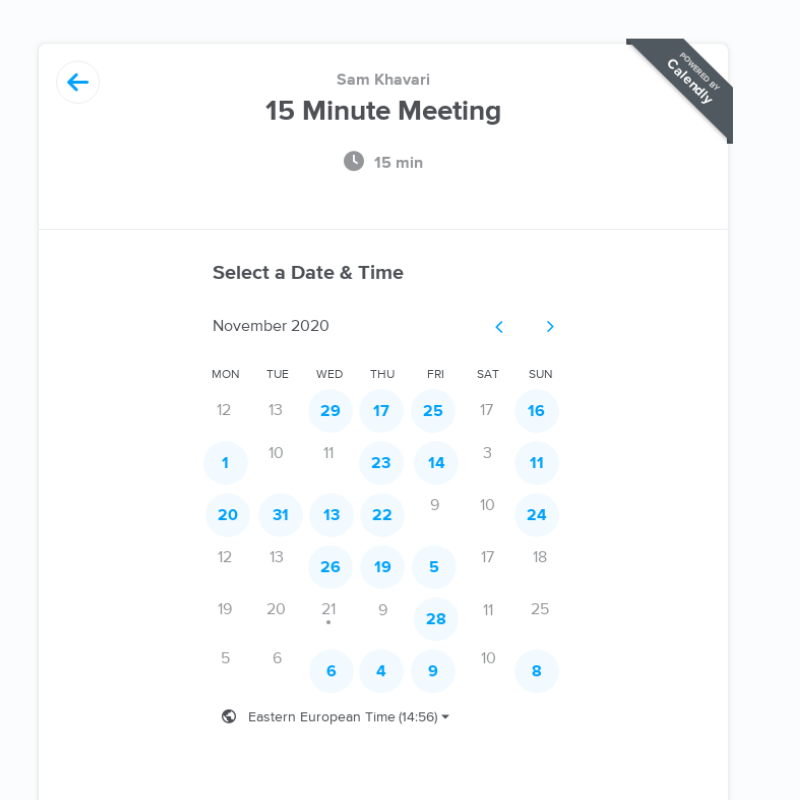 POWERED BY
Calendly
Sam Khavari
15 Minute Meeting
15 min
Select a Date & Time
November 2020
MON TUE WED THU FRI SAT SUN
12 13 29 17 25 17 16
1 10 11 23 14 3 11
20 31 13 22 9 10 24
12 13 26 19 5 17 18
19 20 21 9 28 11 25
5 6 6 4 9 10 8
Eastern European Time (14:56)